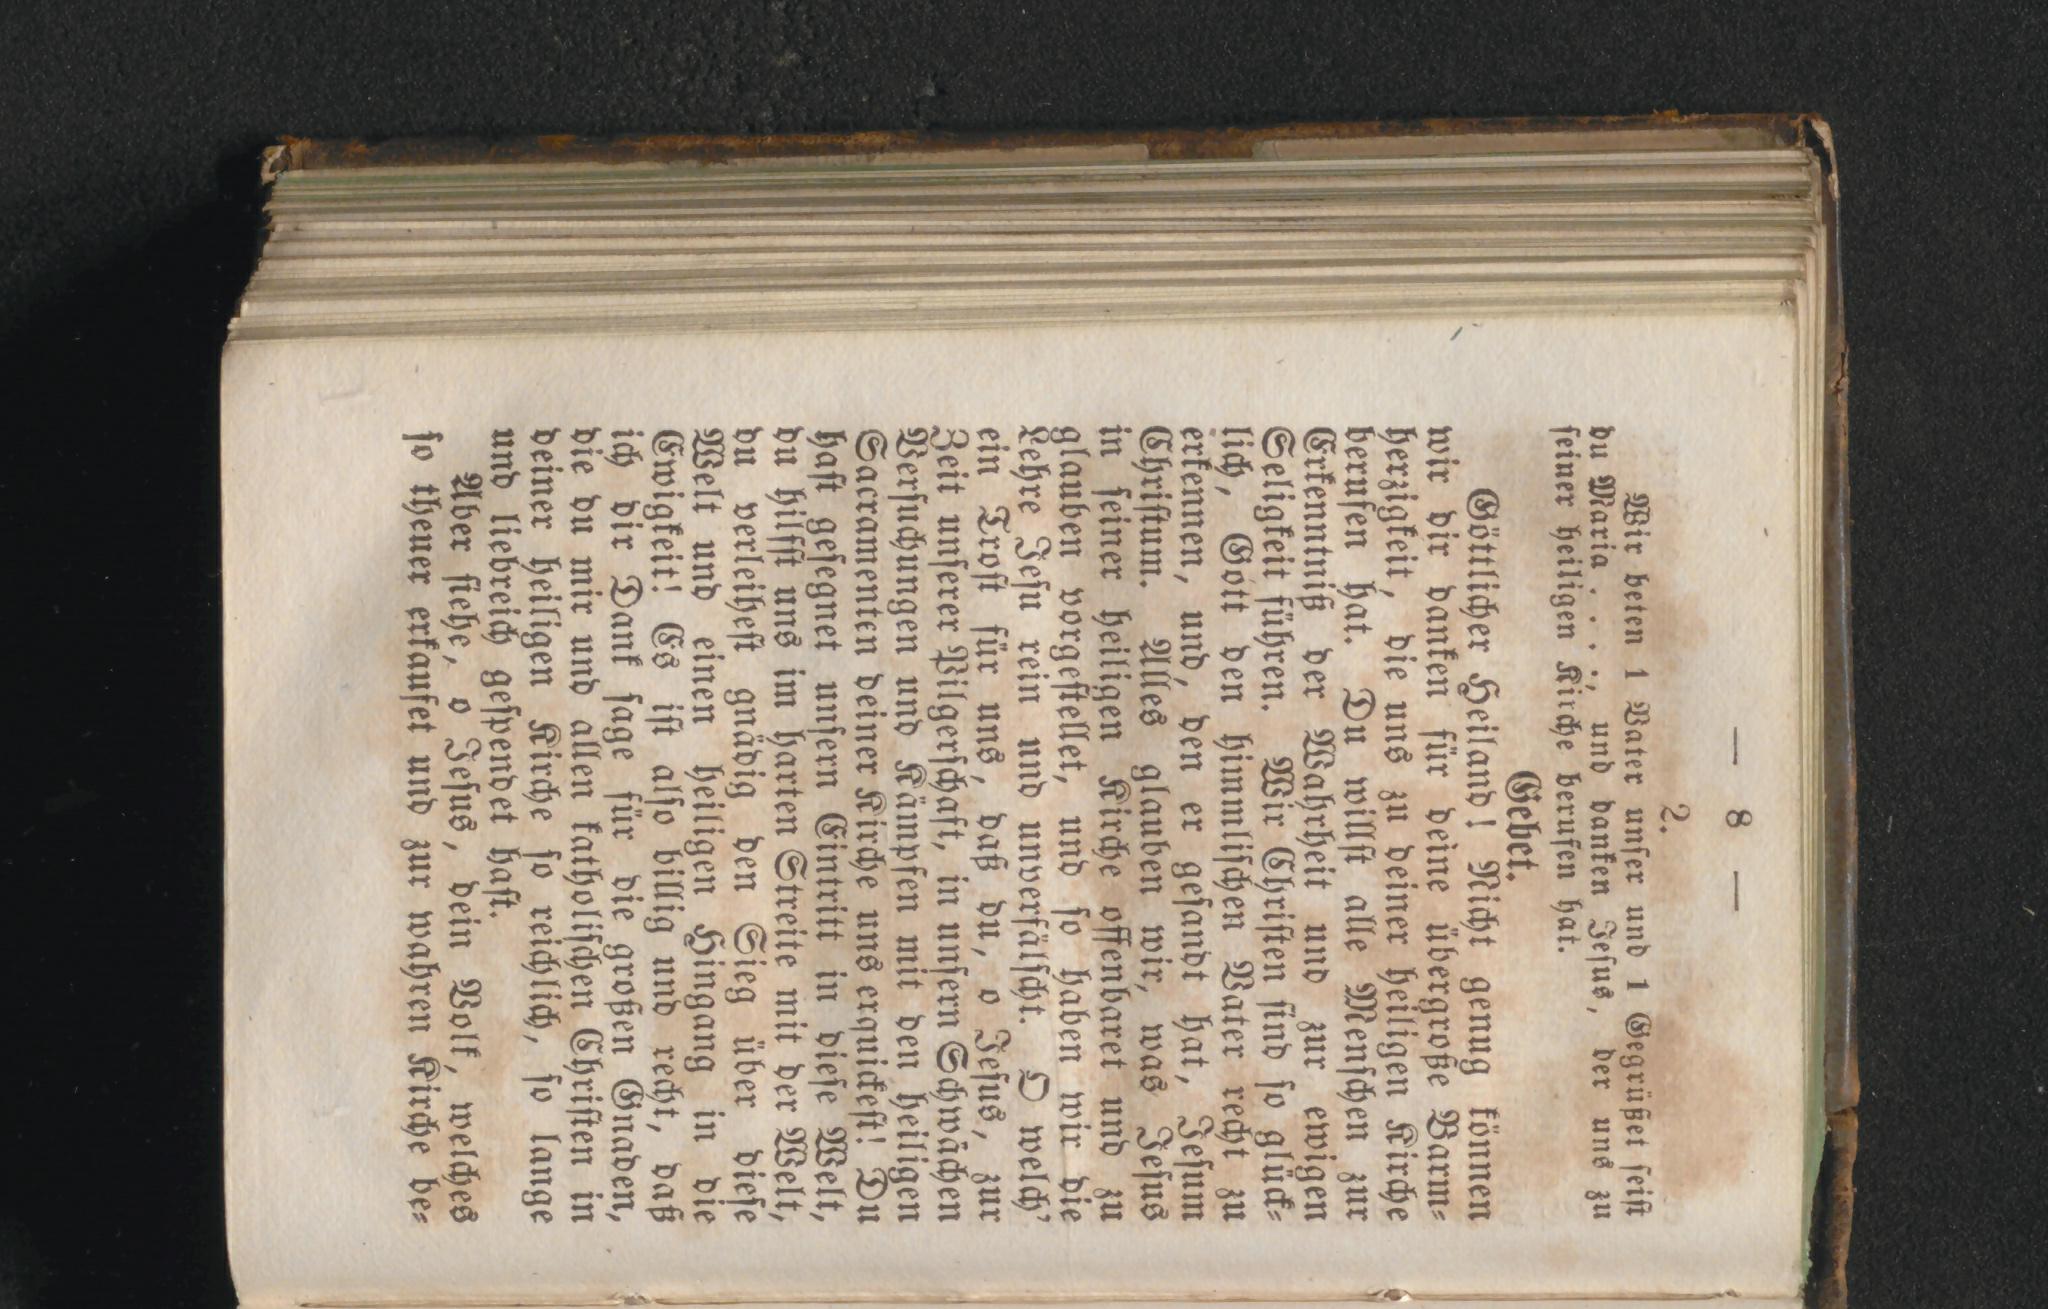 — 8 —
2.
Wir beten 1 Vater unser und 1 Gegrüßet seist
du Maria . . . ., und danken Jesus, der uns zu
seiner heiligen Kirche berufen hat.
Gebet.
Göttlicher Heiland! Nicht genug können
wir dir danken für deine übergroße Barm-
herzigkeit, die uns zu deiner heiligen Kirche
berufen hat. Du willst alle Menschen zur
Erkenntniß der Wahrheit und zur ewigen
Seligkeit führen. Wir Christen sind so glück-
lich, Gott den himmlischen Vater recht zu
erkennen, und, den er gesandt hat, Jesum
Christum. Alles glauben wir, was Jesus
in seiner heiligen Kirche offenbaret und zu
glauben vorgestellet, und so haben wir die
Lehre Jesu rein und unverfälscht. O welch'
ein Trost für uns, daß du, o Jesus, zur
Zeit unserer Pilgerschaft, in unsern Schwächen
Versuchungen und Kämpfen mit den heiligen
Sacramenten deiner Kirche uns erquickest! Du
hast gesegnet unsern Eintritt in diese Welt,
du hilfst uns im harten Streite mit der Welt,
du verleihest gnädig den Sieg über diese
Welt und einen heiligen Hingang in die
Ewigkeit! Es ist also billig und recht, daß
ich dir Dank sage für die großen Gnaden,
die du mir und allen katholischen Christen in
deiner heiligen Kirche so reichlich, so lange
und liebreich gespendet hast.
Aber siehe, o Jesus, dein Volk, welches
so theuer erkaufet und zur wahren Kirche be-